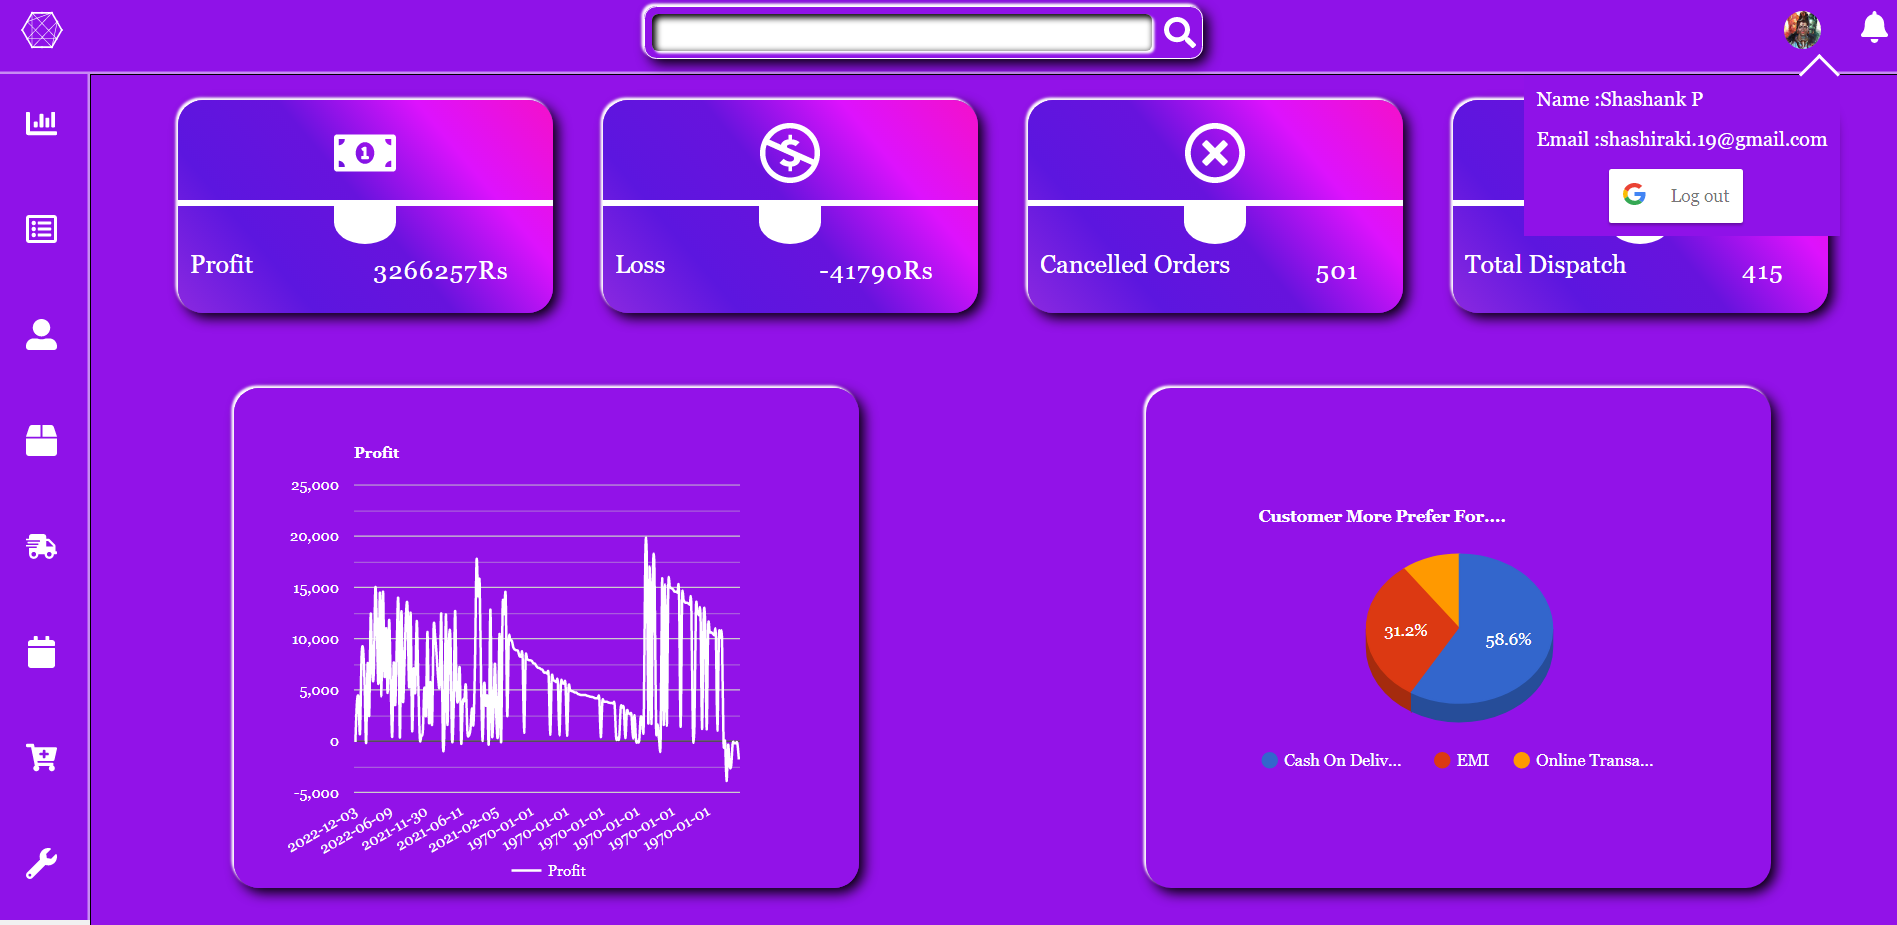 Name :Shashank P
Email :shashiraki.19@gmail.com
Log out
1
$
Profit
3266257Rs
Loss
-41790Rs
Cancelled Orders
501
Total Dispatch
415
Profit
25,000
20,000
15,000
10,000
5,000
0
-5,000
2022-12-03
2022-06-09
2021-11-30
2021-06-11
2021-02-05
1970-01-01
1970-01-01
1970-01-01
1970-01-01
1970-01-01
1970-01-01
Profit
Customer More Prefer For....
31.2%
58.6%
Cash On Deliv...
EMI
Online Transa...